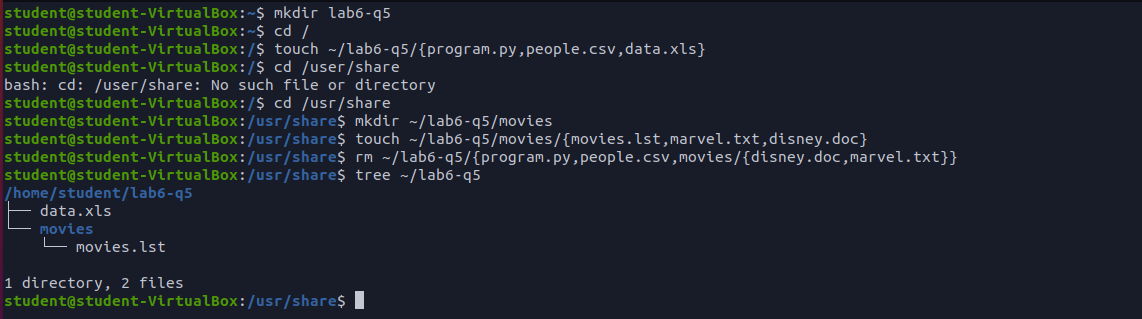 student@student-VirtualBox:~$ mkdir lab6-q5
student@student-VirtualBox:~$ cd /
student@student-VirtualBox:/$ touch ~/lab6-q5/{program.py,people.csv,data.xls}
student@student-VirtualBox:/$ cd /user/share
bash: cd: /user/share: No such file or directory
student@student-VirtualBox:/$ cd /usr/share
student@student-VirtualBox:/usr/share$ mkdir ~/lab6-q5/movies
student@student-VirtualBox:/usr/share$ touch ~/lab6-q5/movies/{movies.lst,marvel.txt,disney.doc}
student@student-VirtualBox:/usr/share$ rm ~/lab6-q5/{program.py,people.csv,movies/{disney.doc,marvel.txt}}
student@student-VirtualBox:/usr/share$ tree ~/lab6-q5
/home/student/lab6-q5
├── data.xls
└── movies
    └── movies.lst

1 directory, 2 files
student@student-VirtualBox:/usr/share$